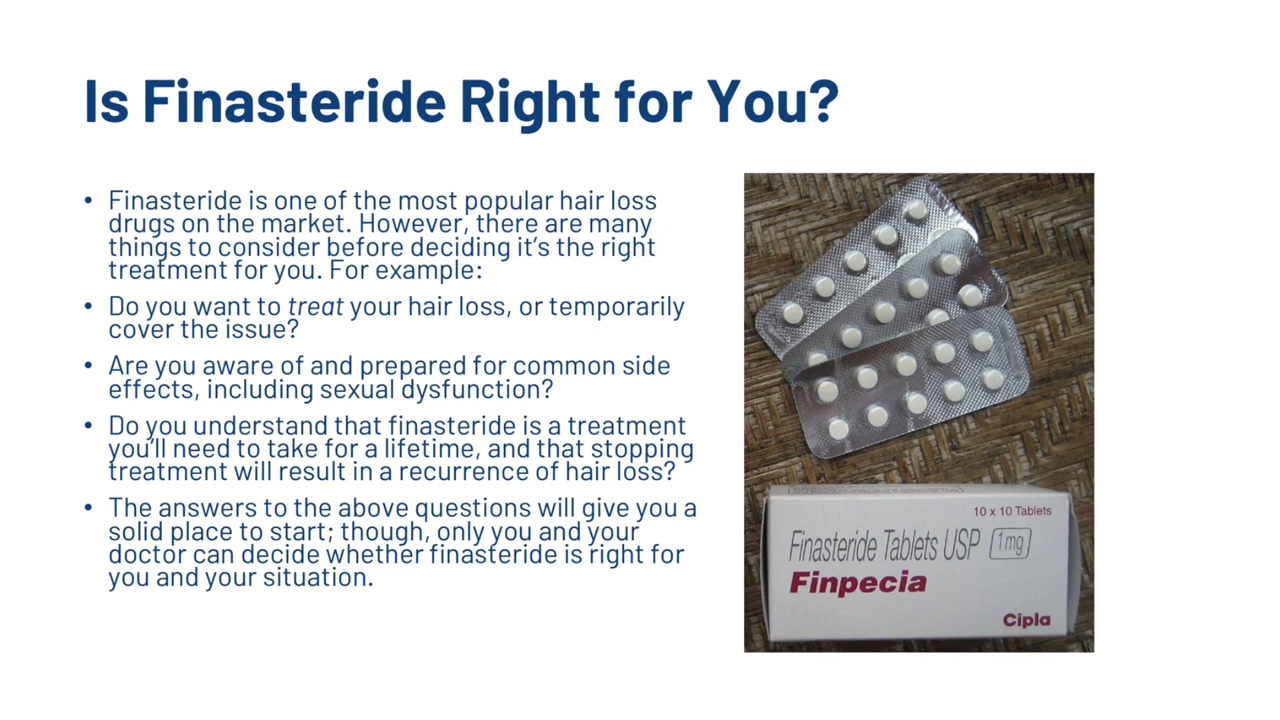 Is Finasteride Right for You?
• Finasteride is one of the most popular hair loss
drugs on the market. However, there are many
things to consider before deciding it's the right
treatment for you. For example:
• Do you want to treat your hair loss, or temporarily
cover the issue?
• Are you aware of and prepared for common side
effects, including sexual dysfunction?
• Do you understand that finasteride is a treatment
you'll need to take for a lifetime, and that stopping
treatment will result in a recurrence of hair loss?
• The answers to the above questions will give you a
solid place to start; though, only you and your
doctor can decide whether finasteride is right for
you and your situation.
10 x 10 Tablets
Finasteride Tablets USP 1mg
Finpecia
Cipla